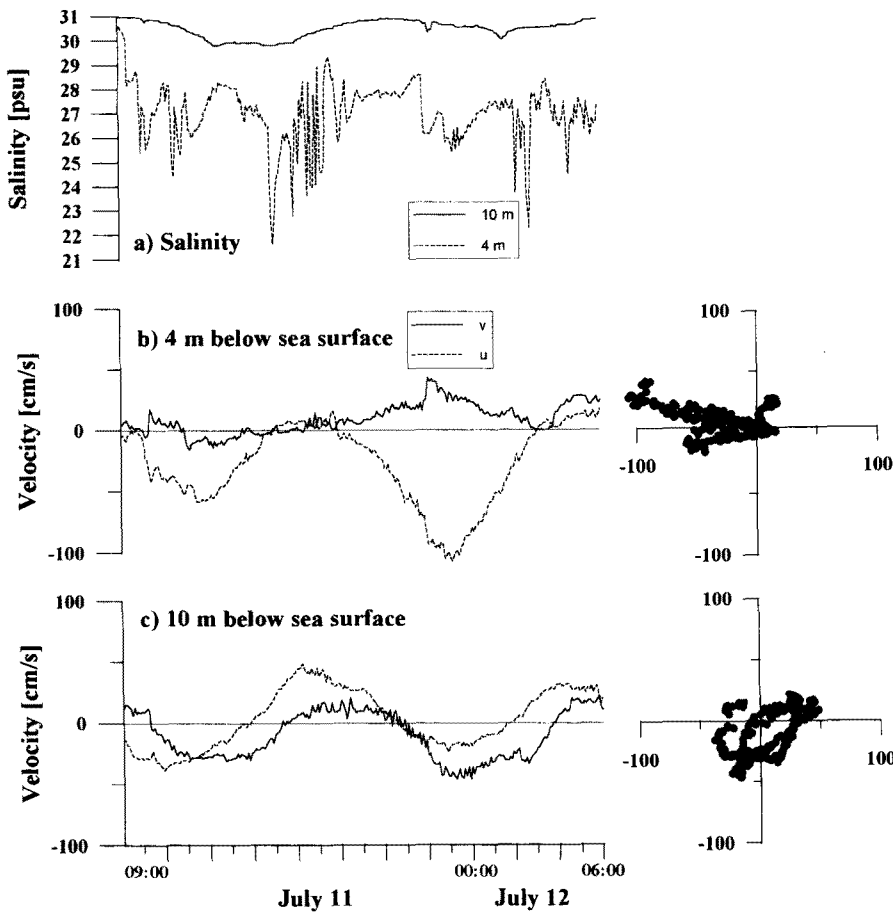 31
30
29
28
27
26
25
24
23
22
21
Salinity [psu]
a) Salinity
10 m
4 m
100
0
-100
Velocity [cm/s]
b) 4 m below sea surface
v
u
100
-100
100
-100
100
0
-100
Velocity [cm/s]
c) 10 m below sea surface
100
-100
100
-100
09:00
00:00
06:00
July 11
July 12